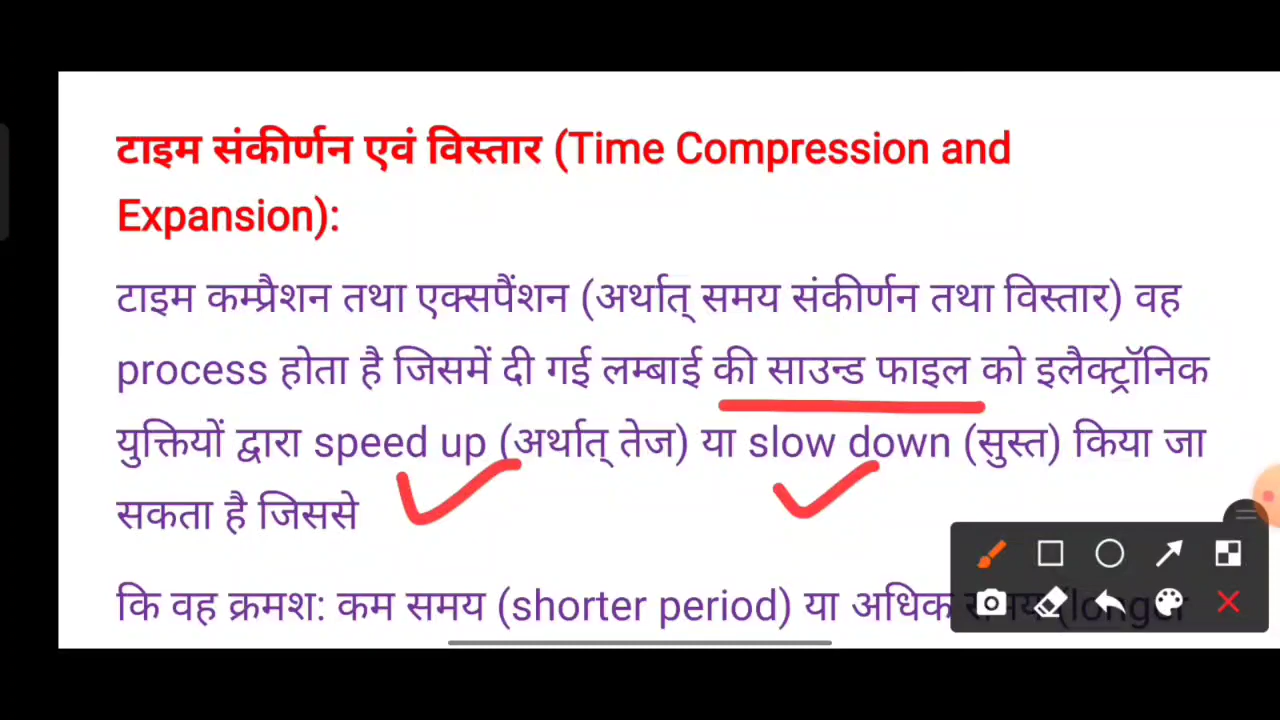 टाइम संकीर्णन एवं विस्तार (Time Compression and
Expansion):
टाइम कम्प्रैशन तथा एक्सपैंशन (अर्थात् समय संकीर्णन तथा विस्तार) वह
process होता है जिसमें दी गई लम्बाई की साउन्ड फाइल को इलैक्ट्रॉनिक
युक्तियों द्वारा speed up (अर्थात् तेज) या slow down (सुस्त) किया जा
सकता है जिससे
कि वह क्रमश: कम समय (shorter period) या अधिक समय (longer